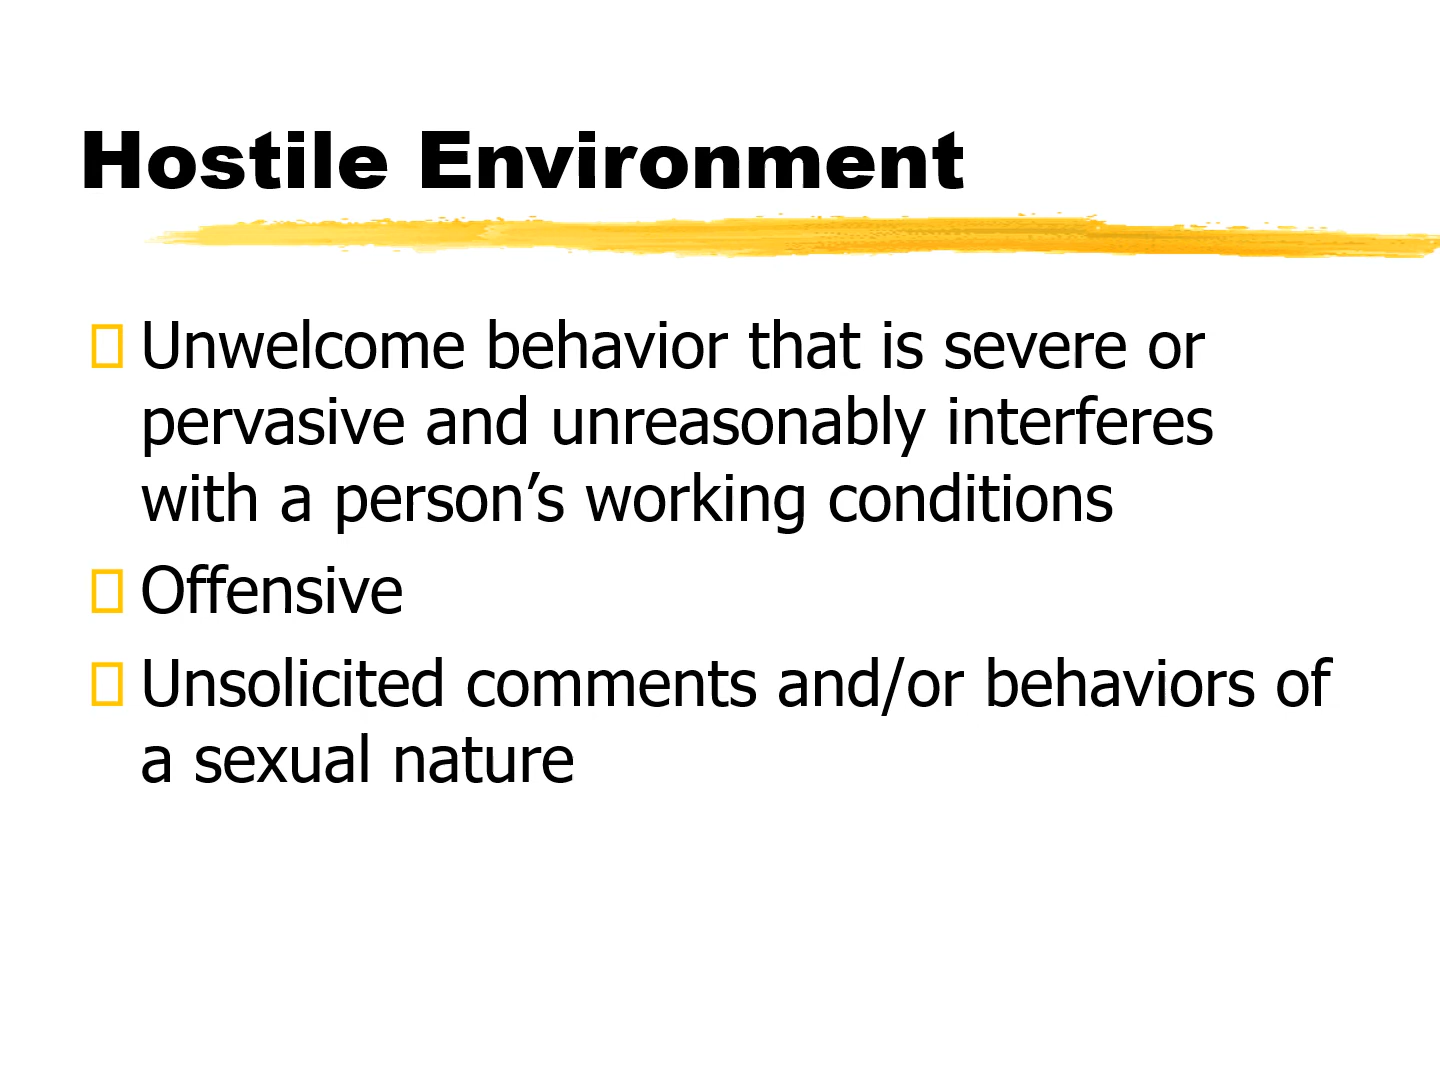 Hostile Environment
Unwelcome behavior that is severe or
pervasive and unreasonably interferes
with a person’s working conditions
Offensive
Unsolicited comments and/or behaviors of
a sexual nature